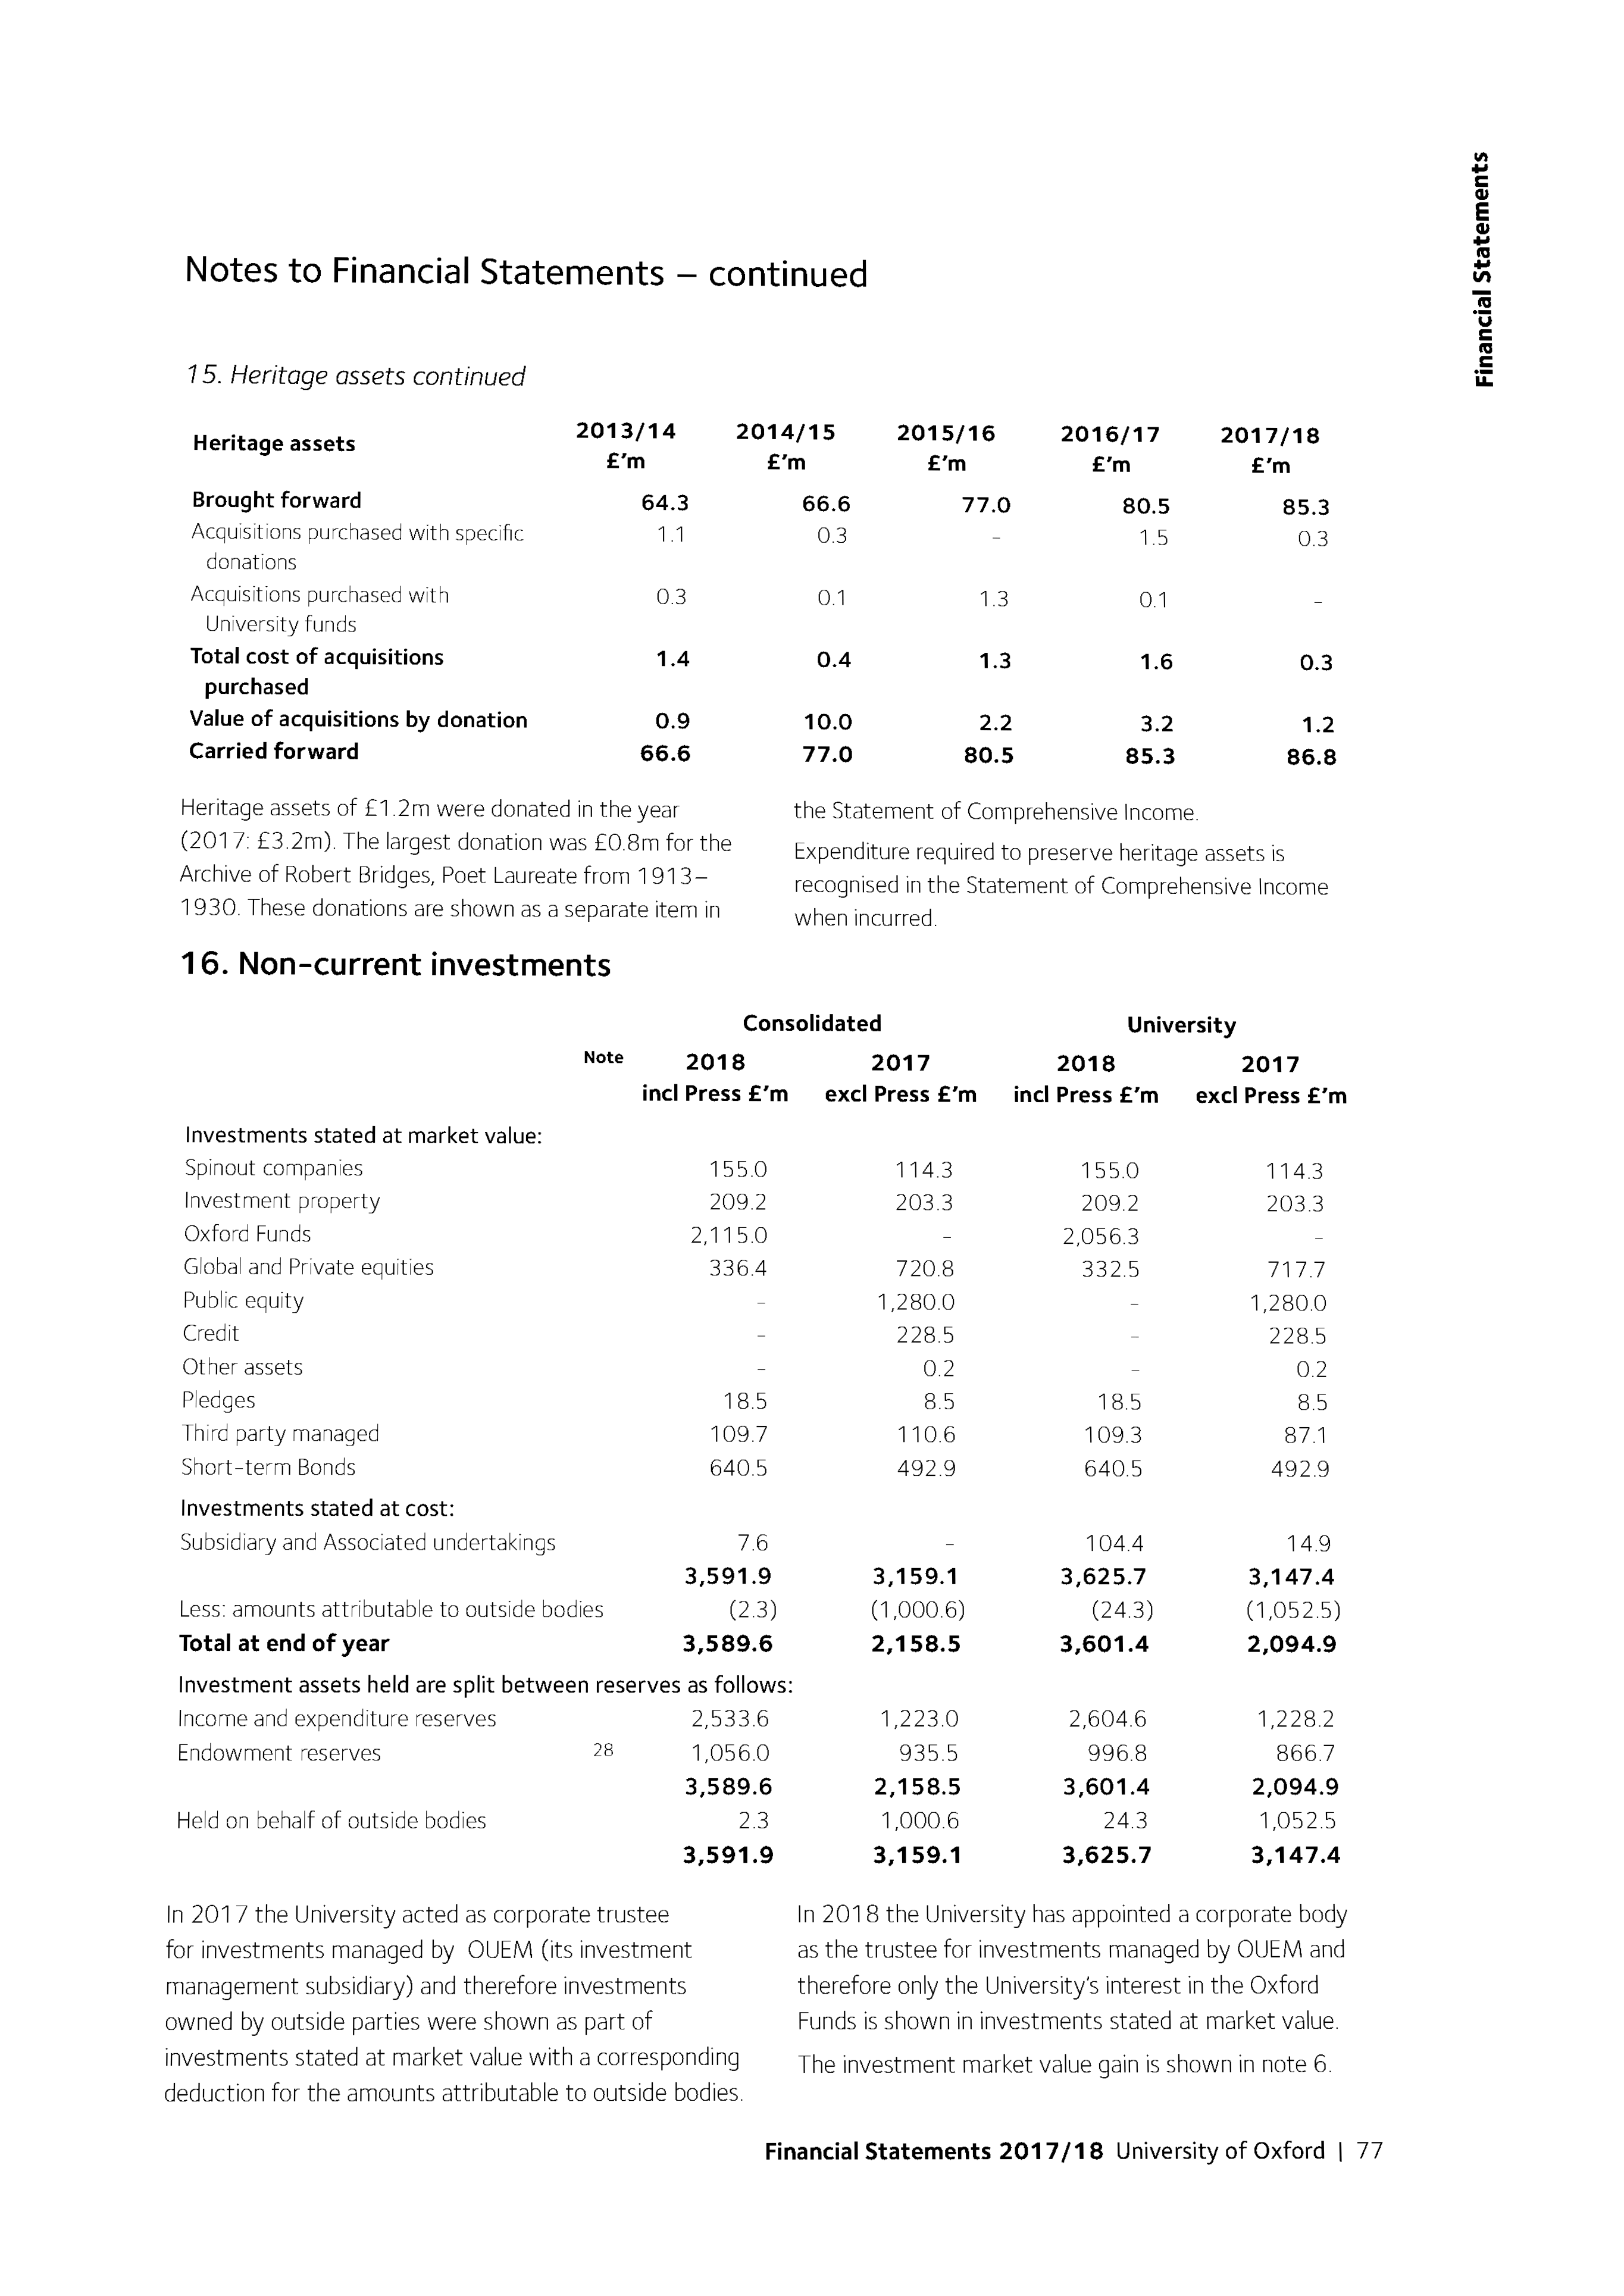 Financial Statements
Notes to Financial Statements – continued
15. Heritage assets continued
Heritage assets 2013/14 2014/15 2015/16 2016/17 2017/18
£'m £'m £'m £'m £'m
Brought forward 64.3 66.6 77.0 80.5 85.3
Acquisitions purchased with specific 1.1 0.3 – 1.5 0.3
donations
Acquisitions purchased with 0.3 0.1 1.3 0.1 –
University funds
Total cost of acquisitions 1.4 0.4 1.3 1.6 0.3
purchased
Value of acquisitions by donation 0.9 10.0 2.2 3.2 1.2
Carried forward 66.6 77.0 80.5 85.3 86.8
Heritage assets of £1.2m were donated in the year
(2017: £3.2m). The largest donation was £0.8m for the
Archive of Robert Bridges, Poet Laureate from 1913–
1930. These donations are shown as a separate item in
the Statement of Comprehensive Income.
Expenditure required to preserve heritage assets is
recognised in the Statement of Comprehensive Income
when incurred.
16. Non-current investments
Consolidated University
Note 2018 2017 2018 2017
incl Press £'m excl Press £'m incl Press £'m excl Press £'m
Investments stated at market value:
Spinout companies 155.0 114.3 155.0 114.3
Investment property 209.2 203.3 209.2 203.3
Oxford Funds 2,115.0 – 2,056.3 –
Global and Private equities 336.4 720.8 332.5 717.7
Public equity – 1,280.0 – 1,280.0
Credit – 228.5 – 228.5
Other assets – 0.2 – 0.2
Pledges 18.5 8.5 18.5 8.5
Third party managed 109.7 110.6 109.3 87.1
Short-term Bonds 640.5 492.9 640.5 492.9
Investments stated at cost:
Subsidiary and Associated undertakings 7.6 – 104.4 14.9
3,591.9 3,159.1 3,625.7 3,147.4
Less: amounts attributable to outside bodies (2.3) (1,000.6) (24.3) (1,052.5)
Total at end of year 3,589.6 2,158.5 3,601.4 2,094.9
Investment assets held are split between reserves as follows:
Income and expenditure reserves 2,533.6 1,223.0 2,604.6 1,228.2
Endowment reserves 28 1,056.0 935.5 996.8 866.7
3,589.6 2,158.5 3,601.4 2,094.9
Held on behalf of outside bodies 2.3 1,000.6 24.3 1,052.5
3,591.9 3,159.1 3,625.7 3,147.4
In 2017 the University acted as corporate trustee
for investments managed by OUEM (its investment
management subsidiary) and therefore investments
owned by outside parties were shown as part of
investments stated at market value with a corresponding
deduction for the amounts attributable to outside bodies.
In 2018 the University has appointed a corporate body
as the trustee for investments managed by OUEM and
therefore only the University's interest in the Oxford
Funds is shown in investments stated at market value.
The investment market value gain is shown in note 6.
Financial Statements 2017/18 University of Oxford | 77